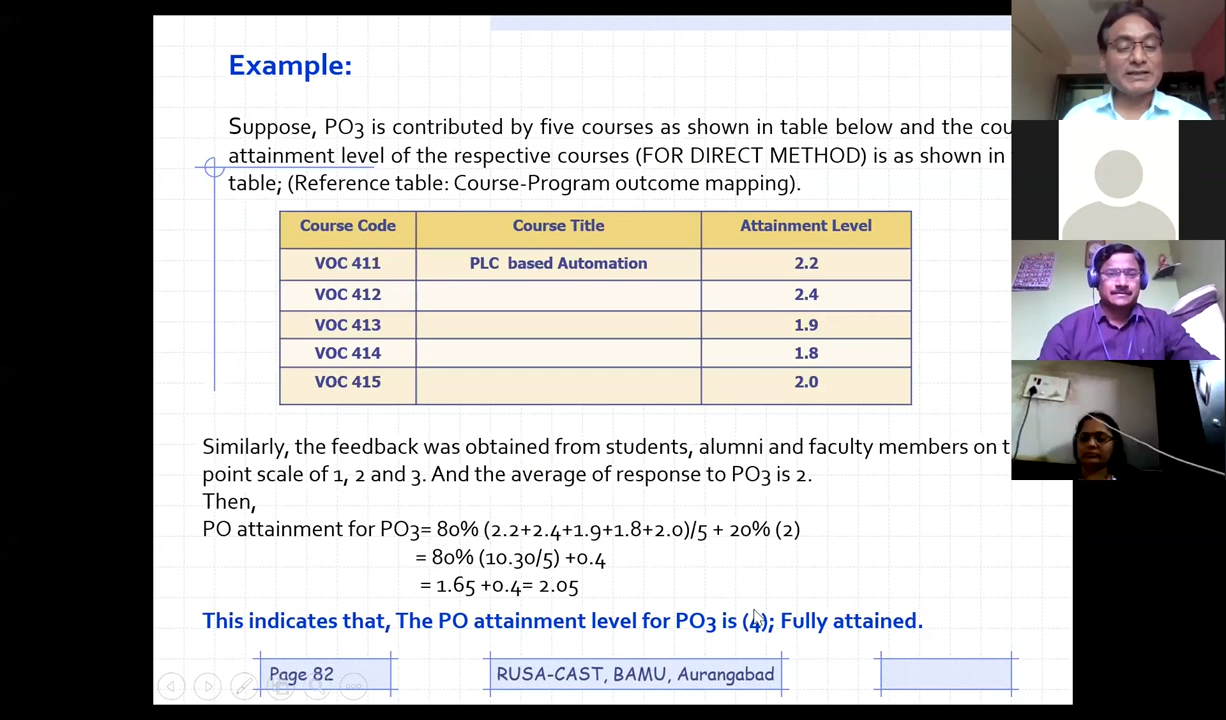 Example:
Suppose, PO3 is contributed by five courses as shown in table below and the cou
attainment level of the respective courses (FOR DIRECT METHOD) is as shown in
table; (Reference table: Course-Program outcome mapping).
Course Code Course Title Attainment Level
VOC 411 PLC based Automation 2.2
VOC 412 2.4
VOC 413 1.9
VOC 414 1.8
VOC 415 2.0
Similarly, the feedback was obtained from students, alumni and faculty members on t
point scale of 1, 2 and 3. And the average of response to PO3 is 2.
Then,
PO attainment for PO3= 80% (2.2+2.4+1.9+1.8+2.0)/5 + 20% (2)
= 80% (10.30/5) +0.4
= 1.65 +0.4= 2.05
This indicates that, The PO attainment level for PO3 is (4); Fully attained.
Page 82
RUSA-CAST, BAMU, Aurangabad